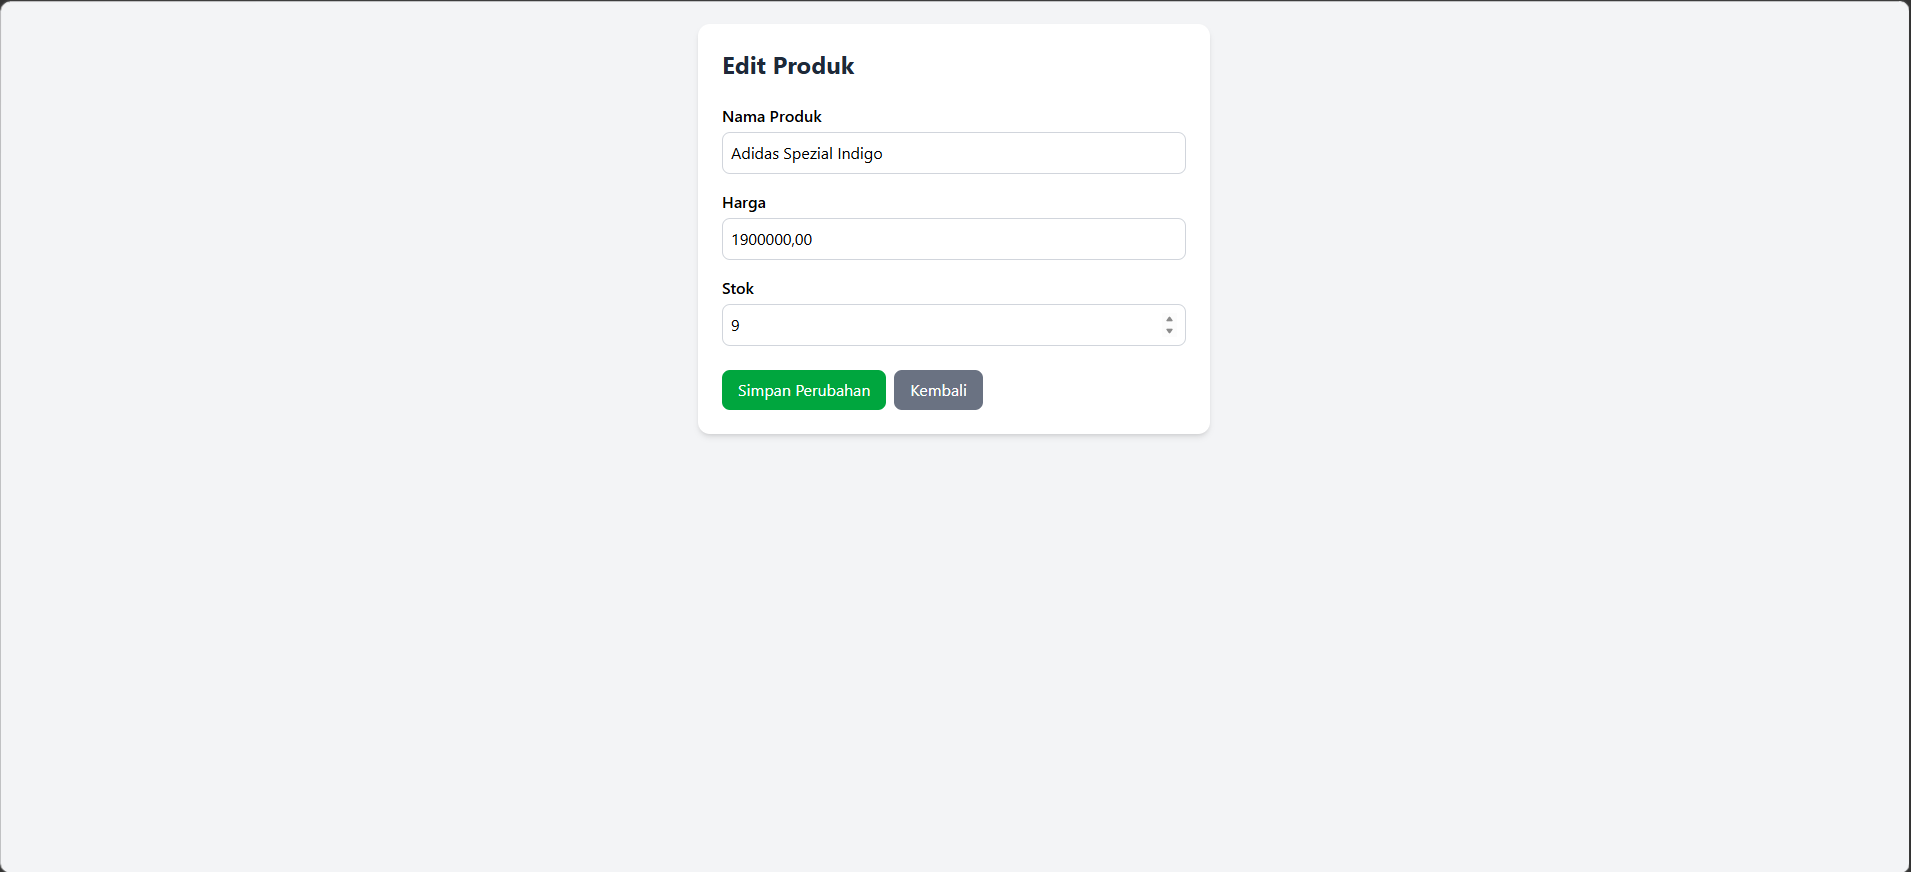 Edit Produk
Nama Produk
Adidas Spezial Indigo
Harga
1900000,00
Stok
9
Simpan Perubahan Kembali